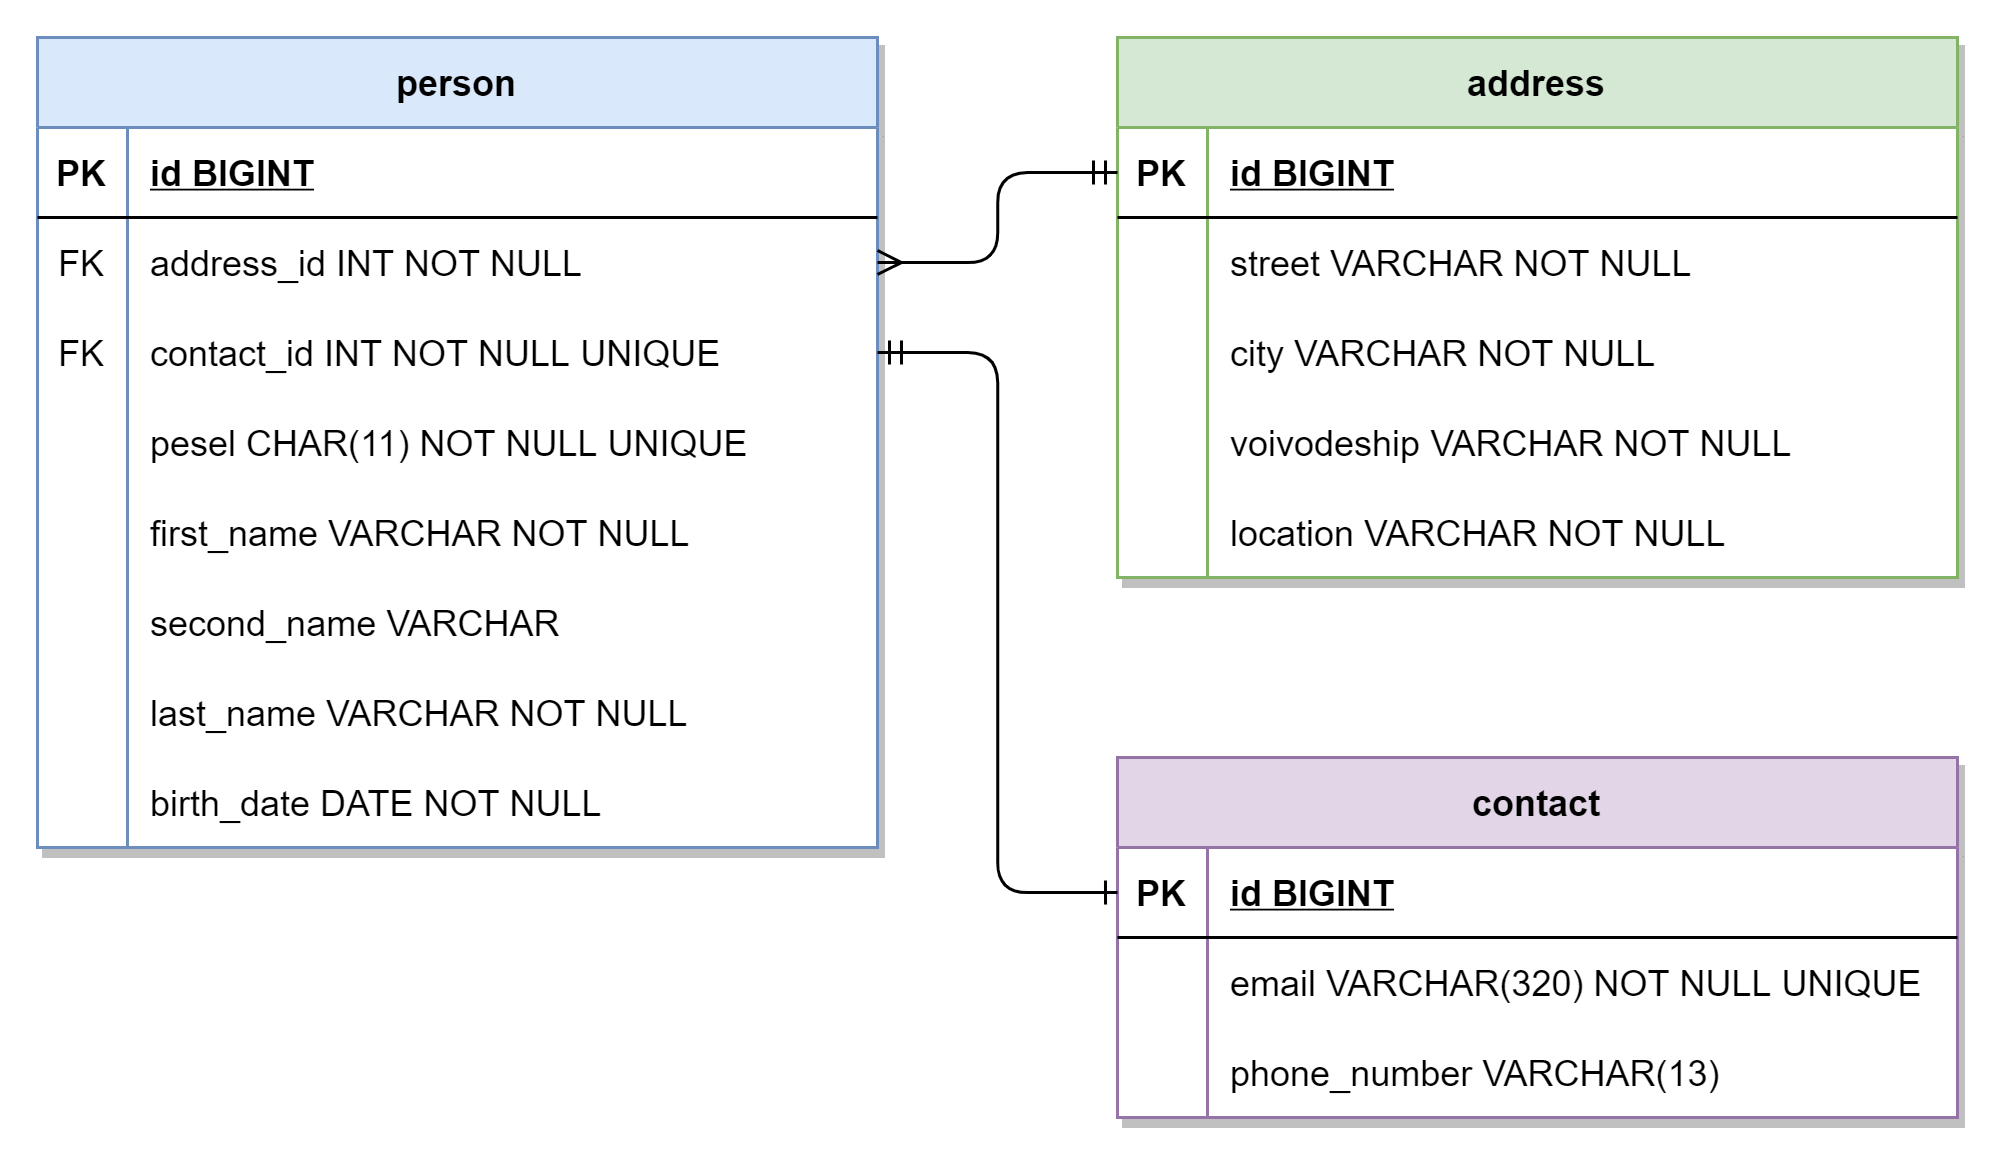 person
PK id BIGINT
FK address_id INT NOT NULL
FK contact_id INT NOT NULL UNIQUE
pesel CHAR(11) NOT NULL UNIQUE
first_name VARCHAR NOT NULL
second_name VARCHAR
last_name VARCHAR NOT NULL
birth_date DATE NOT NULL
address
PK id BIGINT
street VARCHAR NOT NULL
city VARCHAR NOT NULL
voivodeship VARCHAR NOT NULL
location VARCHAR NOT NULL
contact
PK id BIGINT
email VARCHAR(320) NOT NULL UNIQUE
phone_number VARCHAR(13)